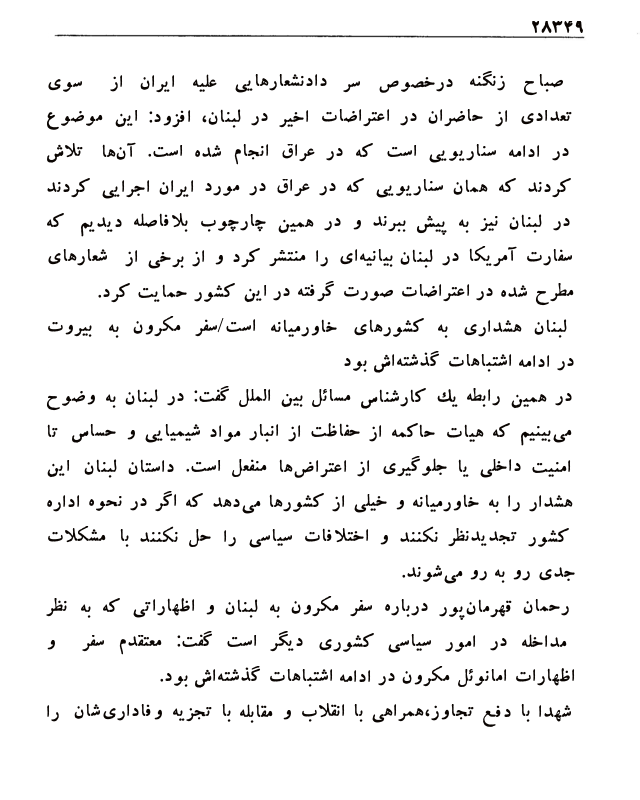 ۲۸۳۴۹
صباح زنگنه درخصوص سر دادنشعارهایی علیه ایران از سوی
تعدادی از حاضران در اعتراضات اخیر در لبنان، افزود: این موضوع
در ادامه سناریویی است که در عراق انجام شده است. آن‌ها تلاش
کردند که همان سناریویی که در عراق در مورد ایران اجرایی کردند
در لبنان نیز به پیش ببرند و در همین چارچوب بلافاصله دیدیم که
سفارت آمریکا در لبنان بیانیه‌ای را منتشر کرد و از برخی از شعارهای
مطرح شده در اعتراضات صورت گرفته در این کشور حمایت کرد.
لبنان هشداری به کشورهای خاورمیانه است/سفر مکرون به بیروت
در ادامه اشتباهات گذشته‌اش بود
در همین رابطه یك کارشناس مسائل بین الملل گفت: در لبنان به وضوح
می‌بینیم که هیات حاکمه از حفاظت از انبار مواد شیمیایی و حساس تا
امنیت داخلی یا جلوگیری از اعتراض‌ها منفعل است. داستان لبنان این
هشدار را به خاورمیانه و خیلی از کشورها می‌دهد که اگر در نحوه اداره
کشور تجدیدنظر نکنند و اختلافات سیاسی را حل نکنند با مشکلات
جدی رو به رو می‌شوند.
رحمان قهرمان‌پور درباره سفر مکرون به لبنان و اظهاراتی که به نظر
مداخله در امور سیاسی کشوری دیگر است گفت: معتقدم سفر و
اظهارات امانوئل مکرون در ادامه اشتباهات گذشته‌اش بود.
شهدا با دفع تجاوز،همراهی با انقلاب و مقابله با تجزیه وفاداری‌شان را